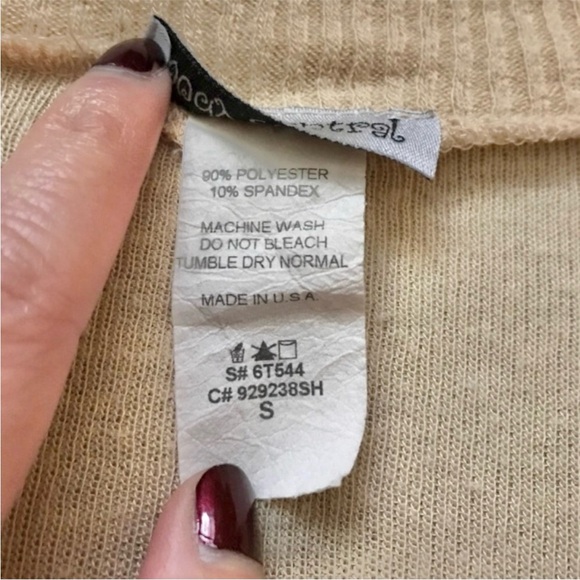 90% POLYESTER
10% SPANDEX
MACHINE WASH
DO NOT BLEACH
TUMBLE DRY NORMAL
MADE IN U.S.A.
S# 6T544
C# 929238SH
S